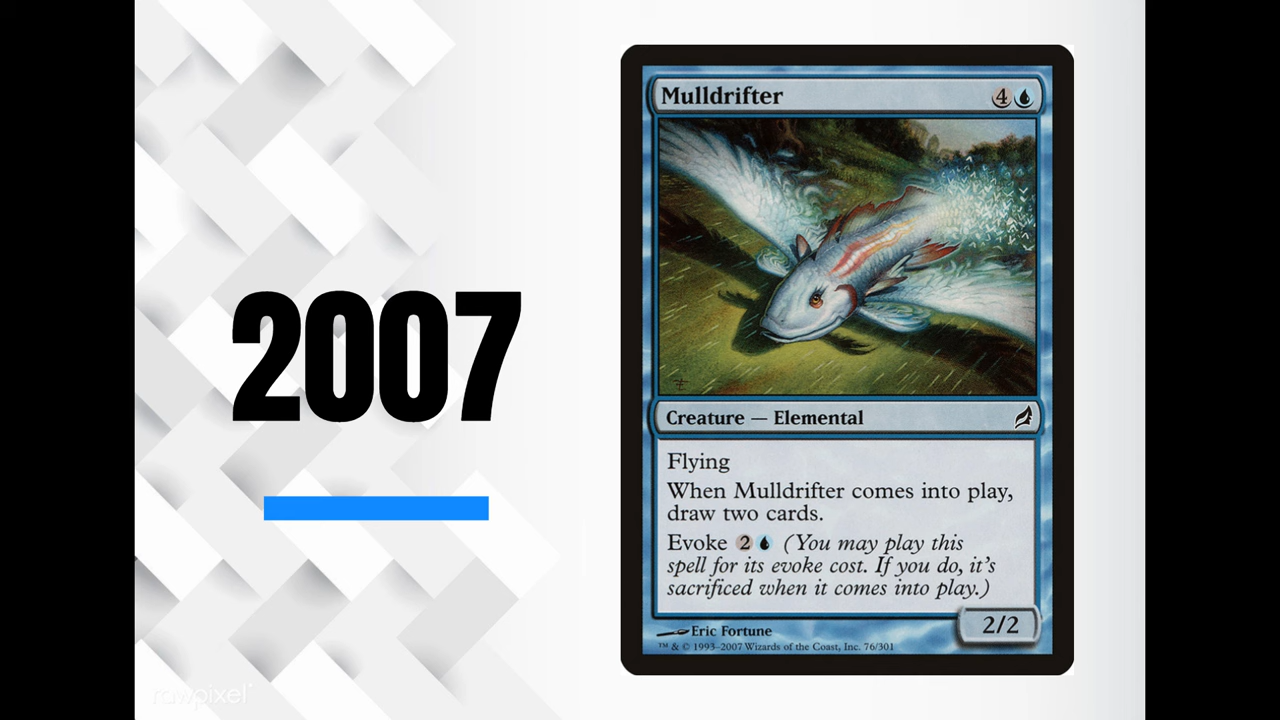 2007
Mulldrifter 4
Creature — Elemental
Flying
When Mulldrifter comes into play,
draw two cards.
Evoke 2 (You may play this
spell for its evoke cost. If you do, it's
sacrificed when it comes into play.)
2/2
Eric Fortune
™ & © 1993–2007 Wizards of the Coast, Inc. 76/301
rawpixel